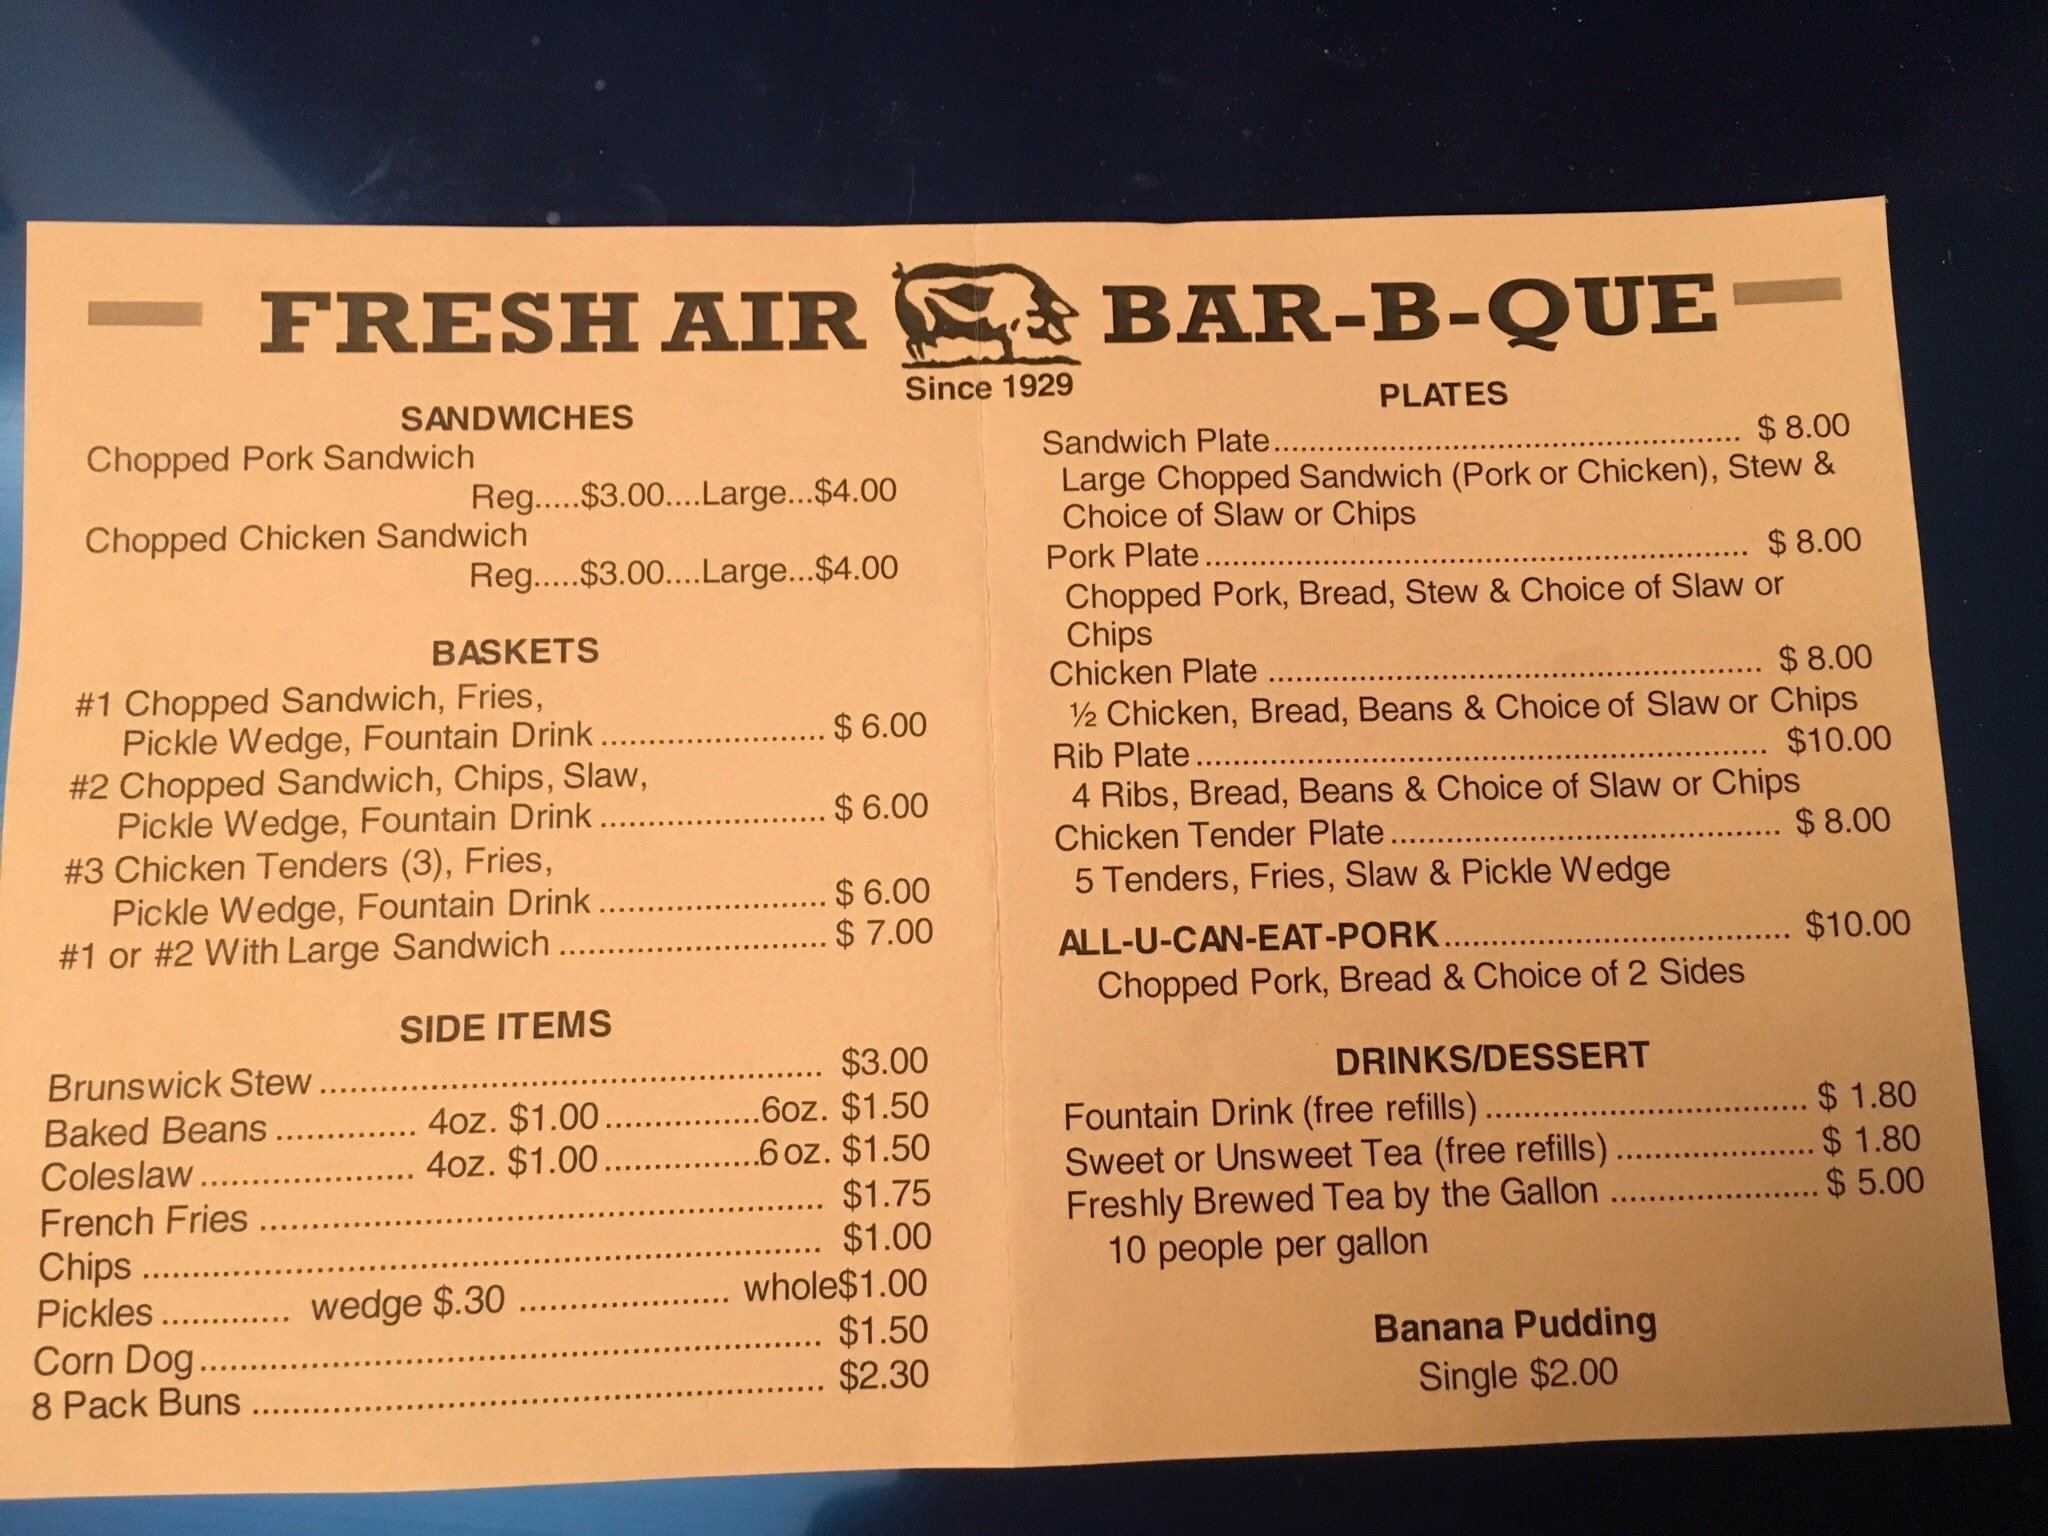 FRESH AIR BAR-B-QUE
Since 1929
SANDWICHES
Chopped Pork Sandwich
Reg.....$3.00....Large...$4.00
Chopped Chicken Sandwich
Reg.....$3.00....Large...$4.00
BASKETS
#1 Chopped Sandwich, Fries,
Pickle Wedge, Fountain Drink ........................ $ 6.00
#2 Chopped Sandwich, Chips, Slaw,
Pickle Wedge, Fountain Drink ........................ $ 6.00
#3 Chicken Tenders (3), Fries,
Pickle Wedge, Fountain Drink ........................ $ 6.00
#1 or #2 With Large Sandwich ............................ $ 7.00
SIDE ITEMS
Brunswick Stew .................................................... $3.00
Baked Beans .............. 4oz. $1.00 ................6oz. $1.50
Coleslaw ..................... 4oz. $1.00 ................6 oz. $1.50
French Fries .......................................................... $1.75
Chips ...................................................................... $1.00
Pickles ............. wedge $.30 ..................... whole$1.00
Corn Dog ................................................................ $1.50
8 Pack Buns .......................................................... $2.30
PLATES
Sandwich Plate.................................................. $ 8.00
Large Chopped Sandwich (Pork or Chicken), Stew &
Choice of Slaw or Chips
Pork Plate .......................................................... $ 8.00
Chopped Pork, Bread, Stew & Choice of Slaw or
Chips
Chicken Plate .................................................... $ 8.00
½ Chicken, Bread, Beans & Choice of Slaw or Chips
Rib Plate ............................................................. $10.00
4 Ribs, Bread, Beans & Choice of Slaw or Chips
Chicken Tender Plate ......................................... $ 8.00
5 Tenders, Fries, Slaw & Pickle Wedge
ALL-U-CAN-EAT-PORK..................................... $10.00
Chopped Pork, Bread & Choice of 2 Sides
DRINKS/DESSERT
Fountain Drink (free refills) .................................. $ 1.80
Sweet or Unsweet Tea (free refills) ..................... $ 1.80
Freshly Brewed Tea by the Gallon ...................... $ 5.00
10 people per gallon
Banana Pudding
Single $2.00